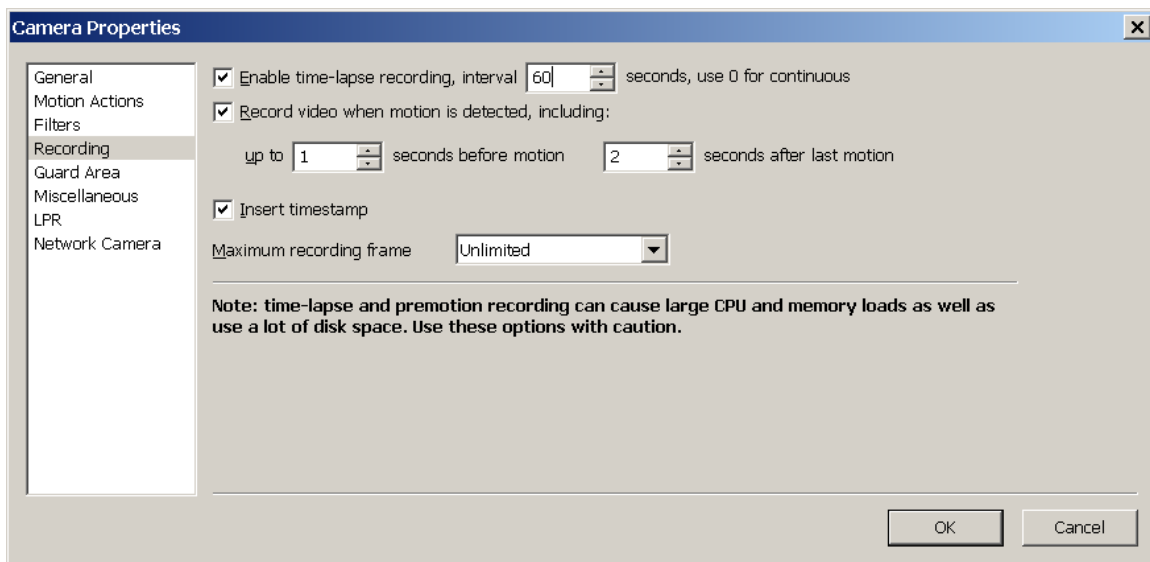 Camera Properties
General
Motion Actions
Filters
Recording
Guard Area
Miscellaneous
LPR
Network Camera
Enable time-lapse recording, interval 60 seconds, use 0 for continuous
Record video when motion is detected, including:
up to 1 seconds before motion 2 seconds after last motion
Insert timestamp
Maximum recording frame Unlimited
Note: time-lapse and premotion recording can cause large CPU and memory loads as well as
use a lot of disk space. Use these options with caution.
OK Cancel